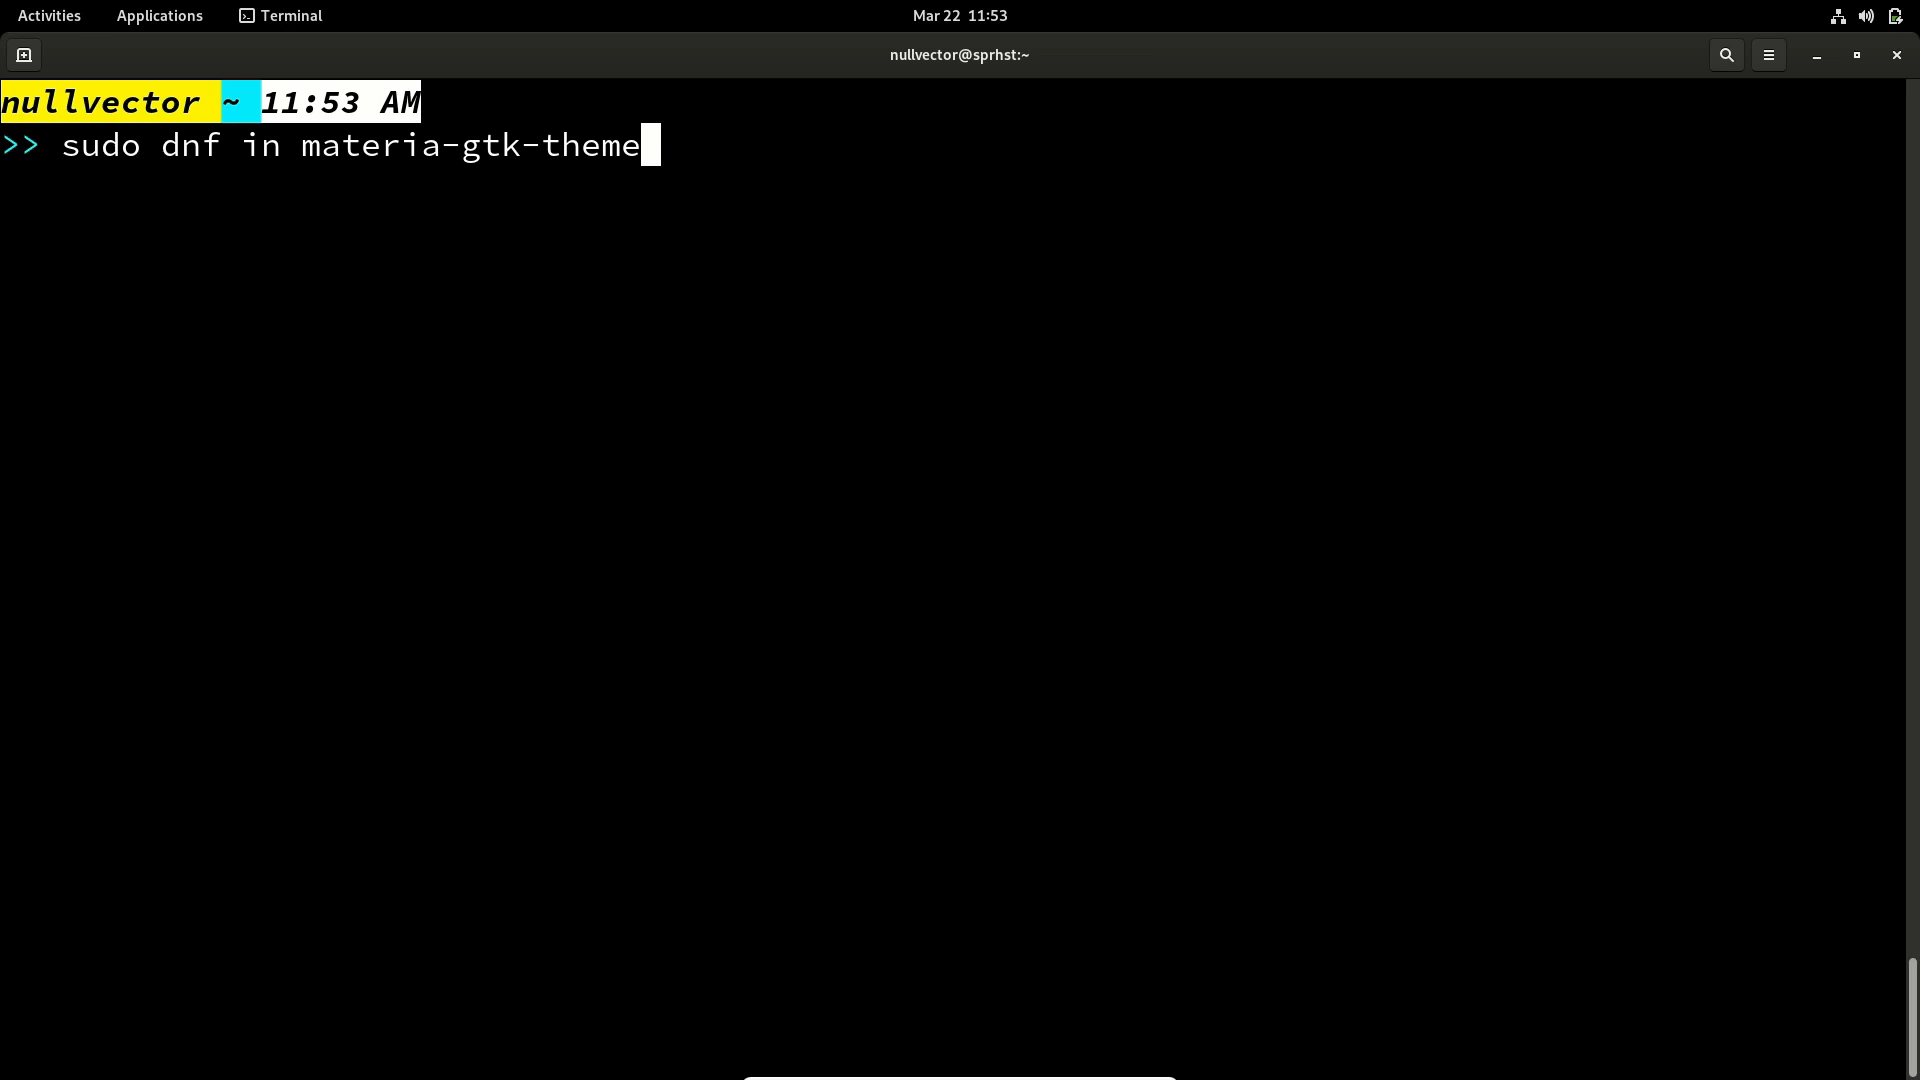 Activities Applications Terminal Mar 22 11:53
nullvector@sprhst:~
nullvector ~ 11:53 AM
>> sudo dnf in materia-gtk-theme